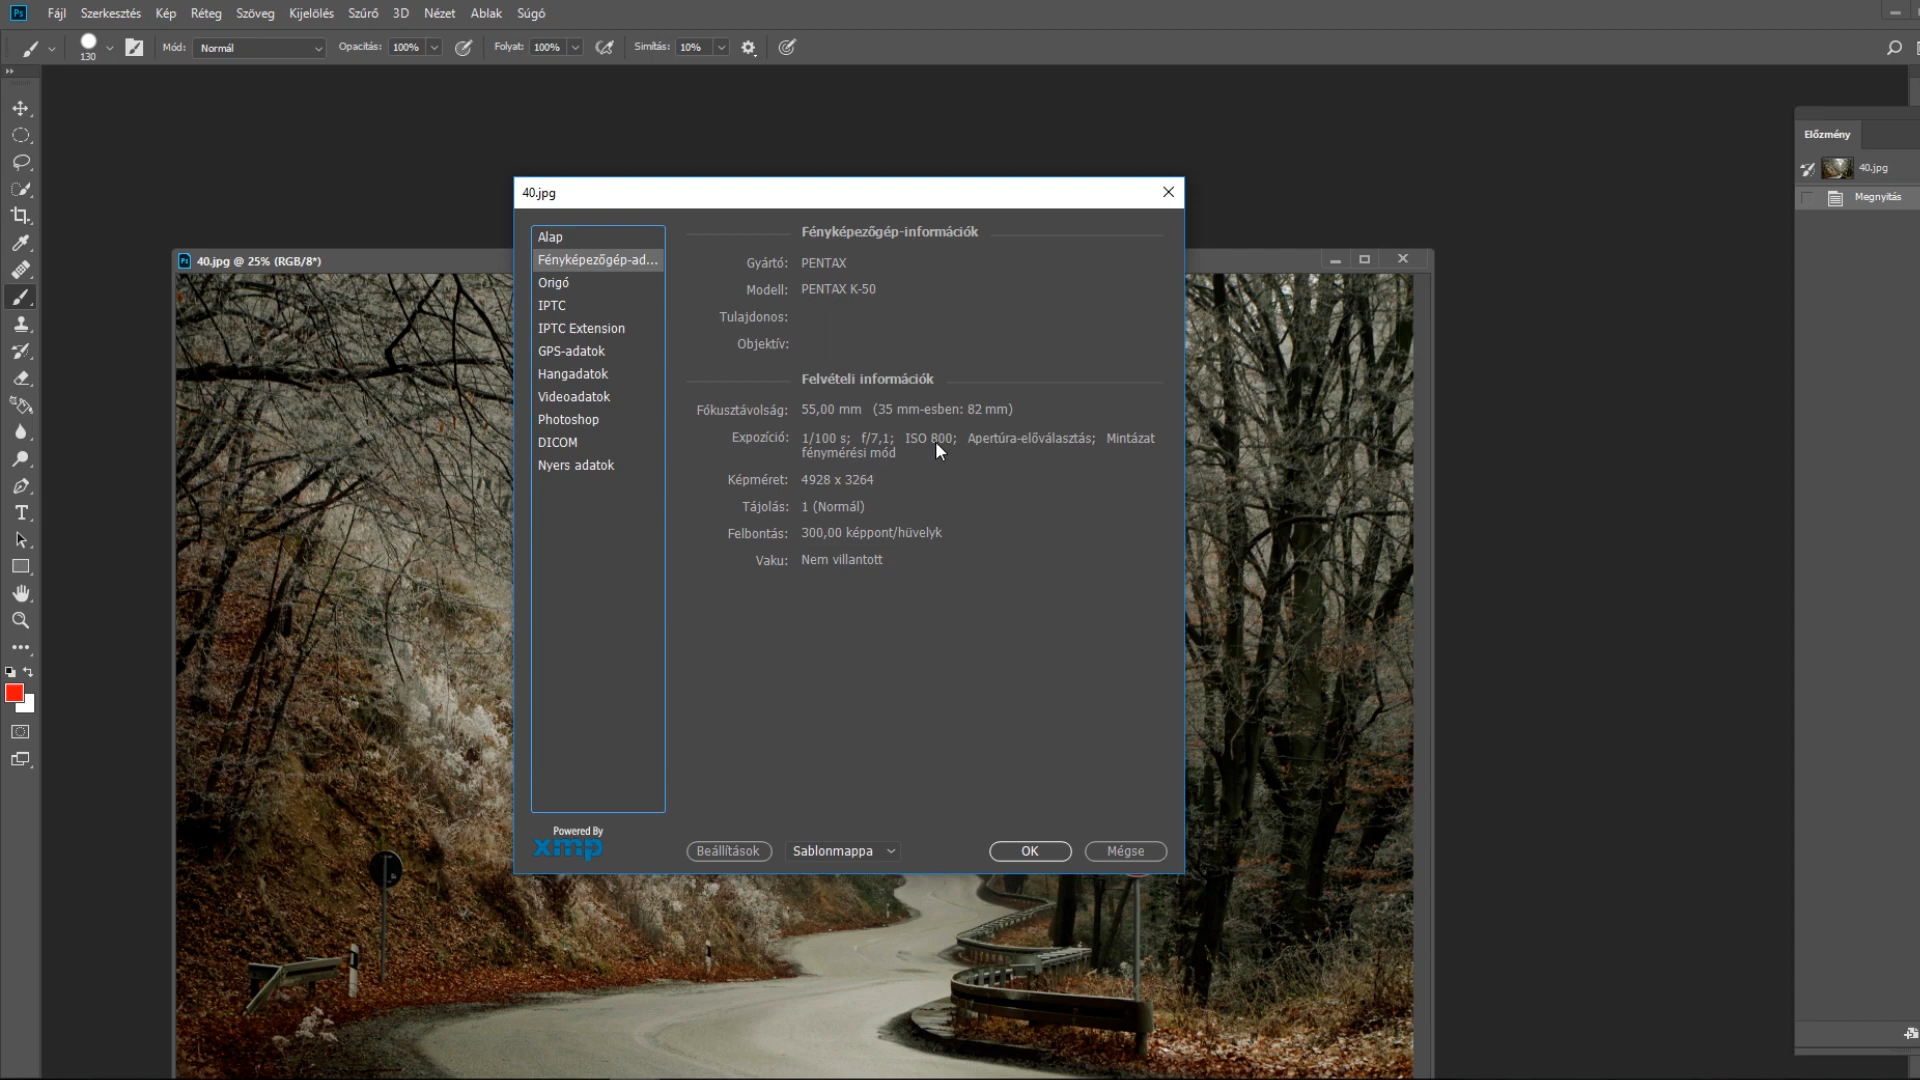 Ps Fájl Szerkesztés Kép Réteg Szöveg Kijelölés Szűrő 3D Nézet Ablak Súgó
130 Mód: Normál Opacitás: 100% Folyat: 100% Simítás: 10%
Előzmény
40.jpg
Megnyitás
Ps 40.jpg @ 25% (RGB/8*)
40.jpg
Alap
Fényképezőgép-ad...
Origó
IPTC
IPTC Extension
GPS-adatok
Hangadatok
Videoadatok
Photoshop
DICOM
Nyers adatok
Fényképezőgép-információk
Gyártó: PENTAX
Modell: PENTAX K-50
Tulajdonos:
Objektív:
Felvételi információk
Fókusztávolság: 55,00 mm (35 mm-esben: 82 mm)
Expozíció: 1/100 s; f/7,1; ISO 800; Apertúra-előválasztás; Mintázat
fénymérési mód
Képméret: 4928 x 3264
Tájolás: 1 (Normál)
Felbontás: 300,00 képpont/hüvelyk
Vaku: Nem villantott
Powered By
xmp
Beállítások Sablonmappa OK Mégse